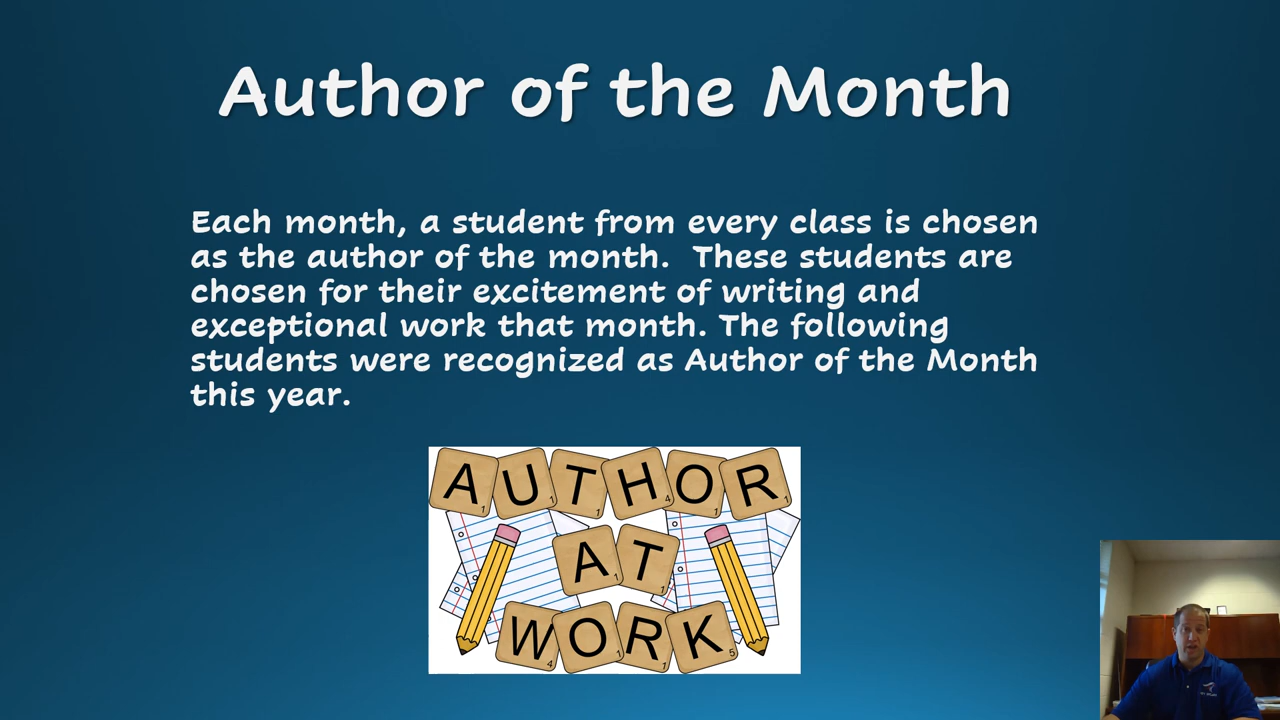 Author of the Month
Each month, a student from every class is chosen
as the author of the month.  These students are
chosen for their excitement of writing and
exceptional work that month. The following
students were recognized as Author of the Month
this year.
AUTHOR
AT
WORK